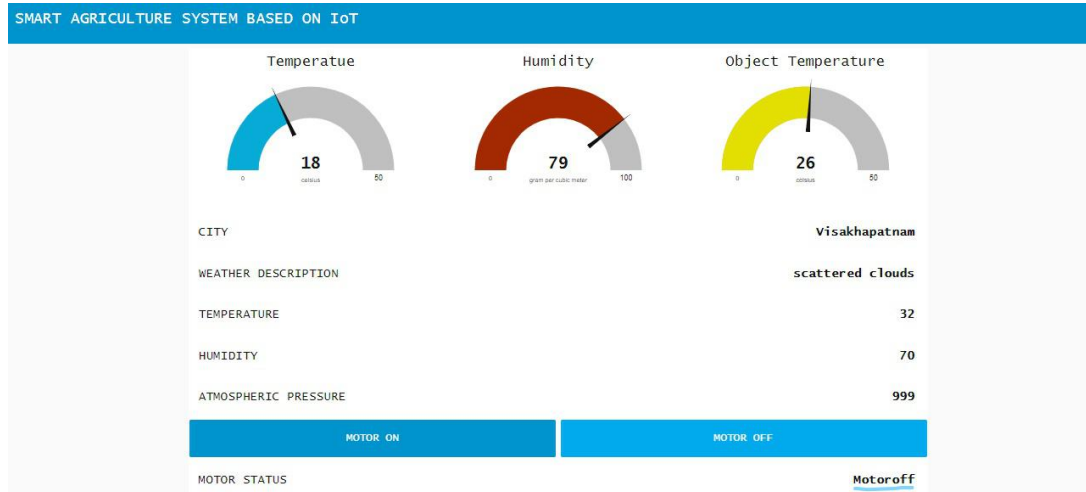 SMART AGRICULTURE SYSTEM BASED ON IoT
Temperatue Humidity Object Temperature
18 79 26
0 celsius 50 0 gram per cubic meter 100 0 celsius 50
CITY Visakhapatnam
WEATHER DESCRIPTION scattered clouds
TEMPERATURE 32
HUMIDITY 70
ATMOSPHERIC PRESSURE 999
MOTOR ON MOTOR OFF
MOTOR STATUS Motoroff